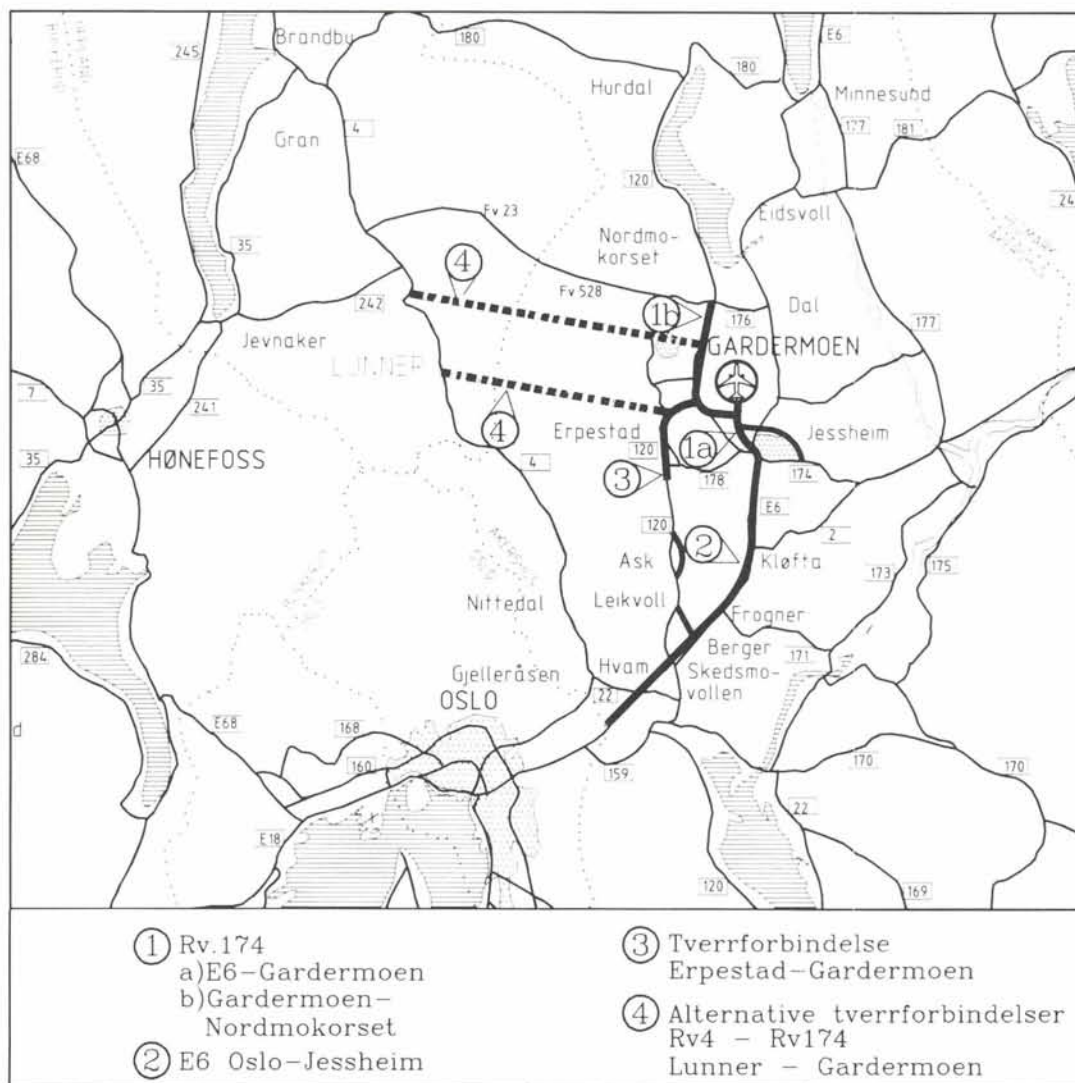 Brandbu
180
E6
245
Hurdal
180
Minnesund
4
177
181
Gran
E68
120
24
Fv 23
Eidsvoll
Nordmo-
korset
35
4
Fv 528
242
1b
176
Dal
177
Jevnaker
GARDERMOEN
LUNNER
7
35
241
4
Erpestad
1a
Jessheim
HØNEFOSS
35
4
120
3
178
174
E6
120
2
2
Ask
Kløfta
173
175
Nittedal
Leikvoll
Frogner
284
Berger
171
Gjelleråsen
Hvam
Skedsmo-
vollen
OSLO
22
d
E68
168
160
159
170
170
22
E18
120
169
1 Rv.174
a)E6-Gardermoen
b)Gardermoen-
Nordmokorset
2 E6 Oslo-Jessheim
3 Tverrforbindelse
Erpestad-Gardermoen
4 Alternative tverrforbindelser
Rv4 - Rv174
Lunner - Gardermoen